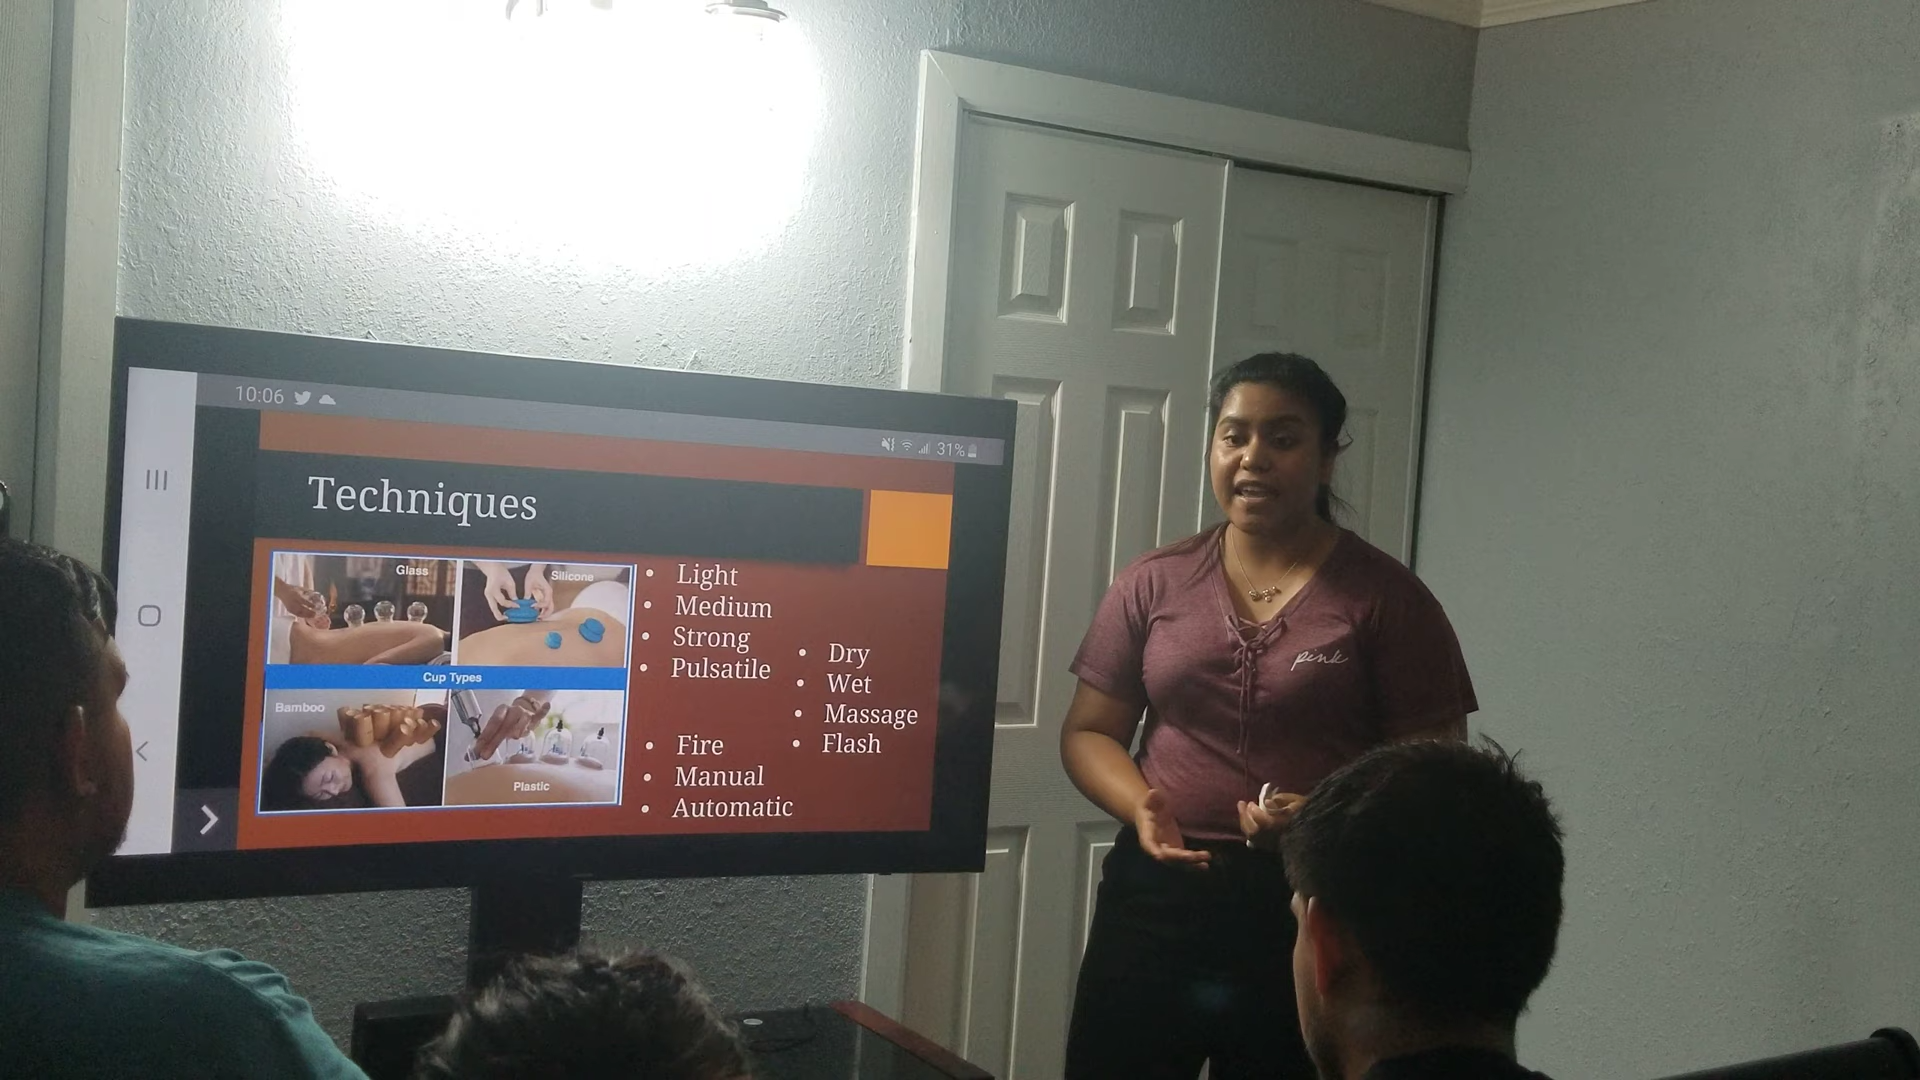 10:06
31%
Techniques
Glass
Silicone
Cup Types
Bamboo
Plastic
• Light
• Medium
• Strong
• Pulsatile
• Fire
• Manual
• Automatic
• Dry
• Wet
• Massage
• Flash
pink